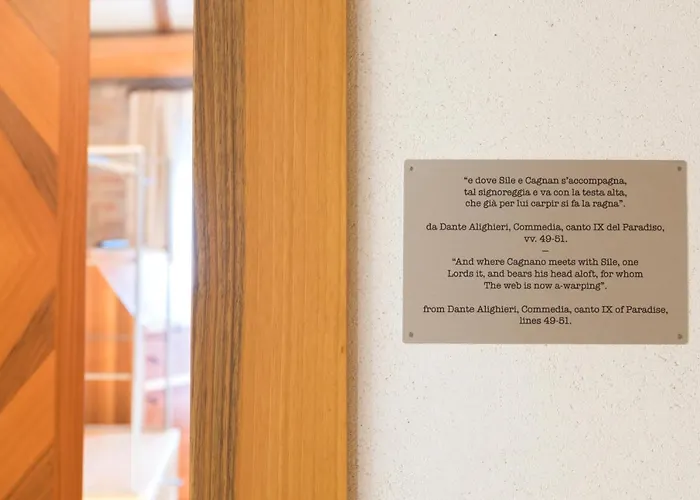 “e dove Sile e Cagnan s’accompagna,
tal signoreggia e va con la testa alta,
che già per lui carpir si fa la ragna”.
da Dante Alighieri, Commedia, canto IX del Paradiso,
vv. 49-51.
–
“And where Cagnano meets with Sile, one
Lords it, and bears his head aloft, for whom
The web is now a-warping”.
from Dante Alighieri, Commedia, canto IX of Paradise,
lines 49-51.